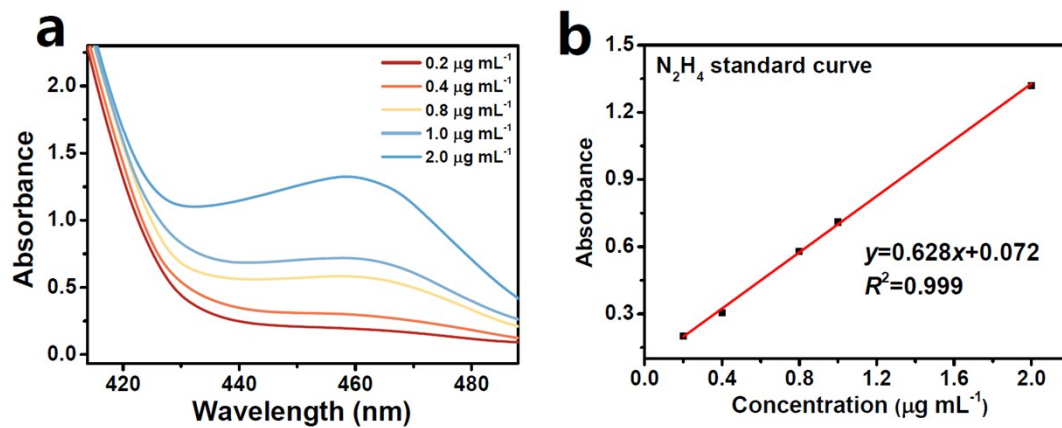 a
2.0
1.5
1.0
0.5
0.0
Absorbance
420
440
460
480
Wavelength (nm)
0.2 μg mL⁻¹
0.4 μg mL⁻¹
0.8 μg mL⁻¹
1.0 μg mL⁻¹
2.0 μg mL⁻¹
b
1.5
1.2
0.9
0.6
0.3
Absorbance
N₂H₄ standard curve
y=0.628x+0.072
R²=0.999
0.0
0.4
0.8
1.2
1.6
2.0
Concentration (μg mL⁻¹)